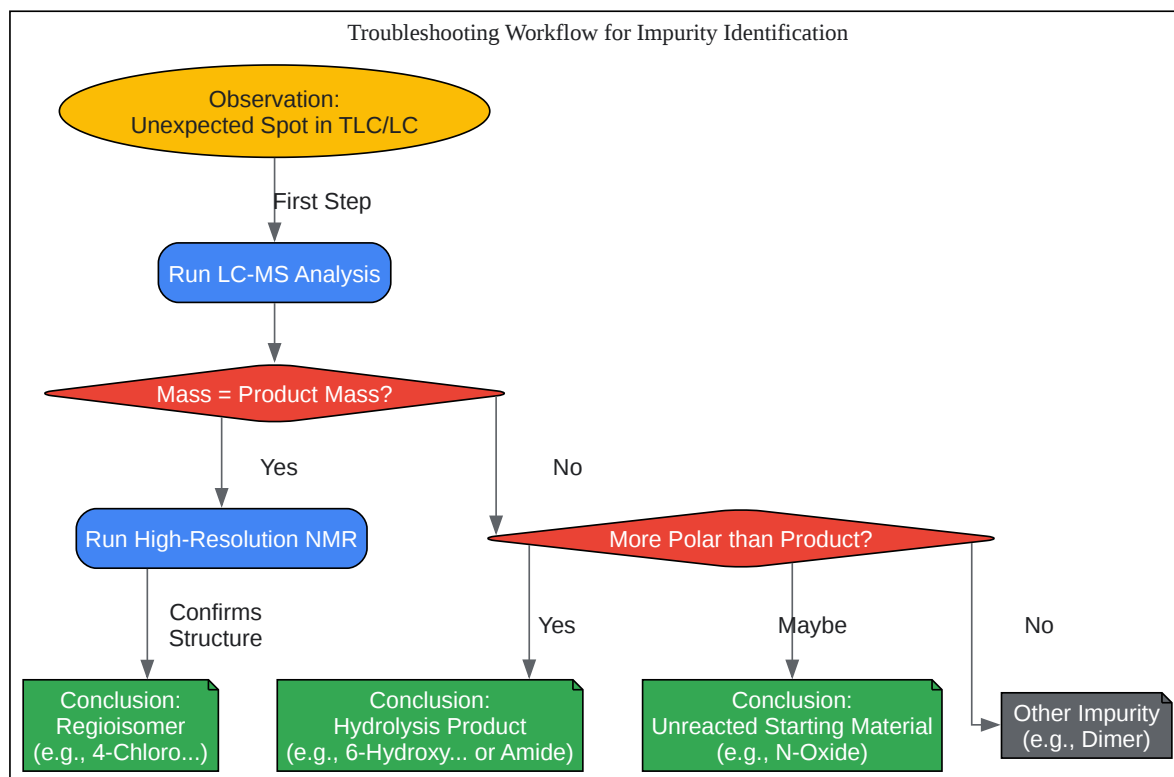 Troubleshooting Workflow for Impurity Identification
Observation:
Unexpected Spot in TLC/LC
First Step
Run LC-MS Analysis
Mass = Product Mass?
Yes
No
Run High-Resolution NMR
More Polar than Product?
Confirms
Structure
Yes
Maybe
No
Conclusion:
Regioisomer
(e.g., 4-Chloro...)
Conclusion:
Hydrolysis Product
(e.g., 6-Hydroxy... or Amide)
Conclusion:
Unreacted Starting Material
(e.g., N-Oxide)
Other Impurity
(e.g., Dimer)